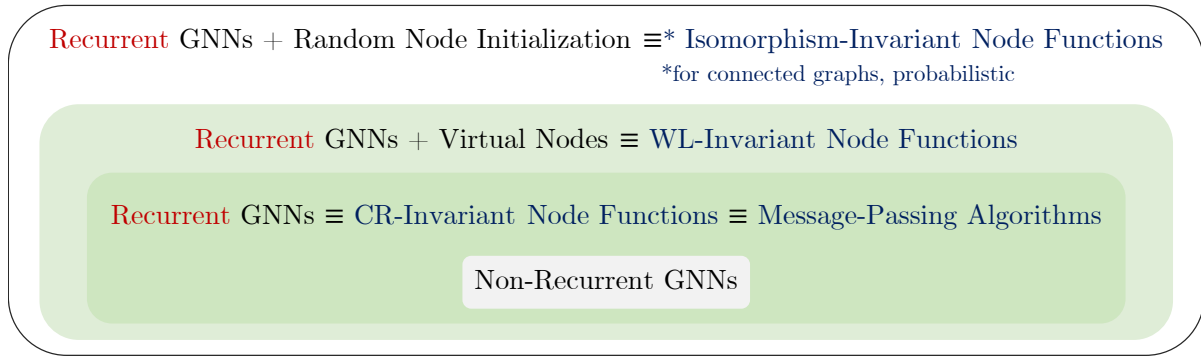 Recurrent GNNs + Random Node Initialization ≡* Isomorphism-Invariant Node Functions
*for connected graphs, probabilistic
Recurrent GNNs + Virtual Nodes ≡ WL-Invariant Node Functions
Recurrent GNNs ≡ CR-Invariant Node Functions ≡ Message-Passing Algorithms
Non-Recurrent GNNs